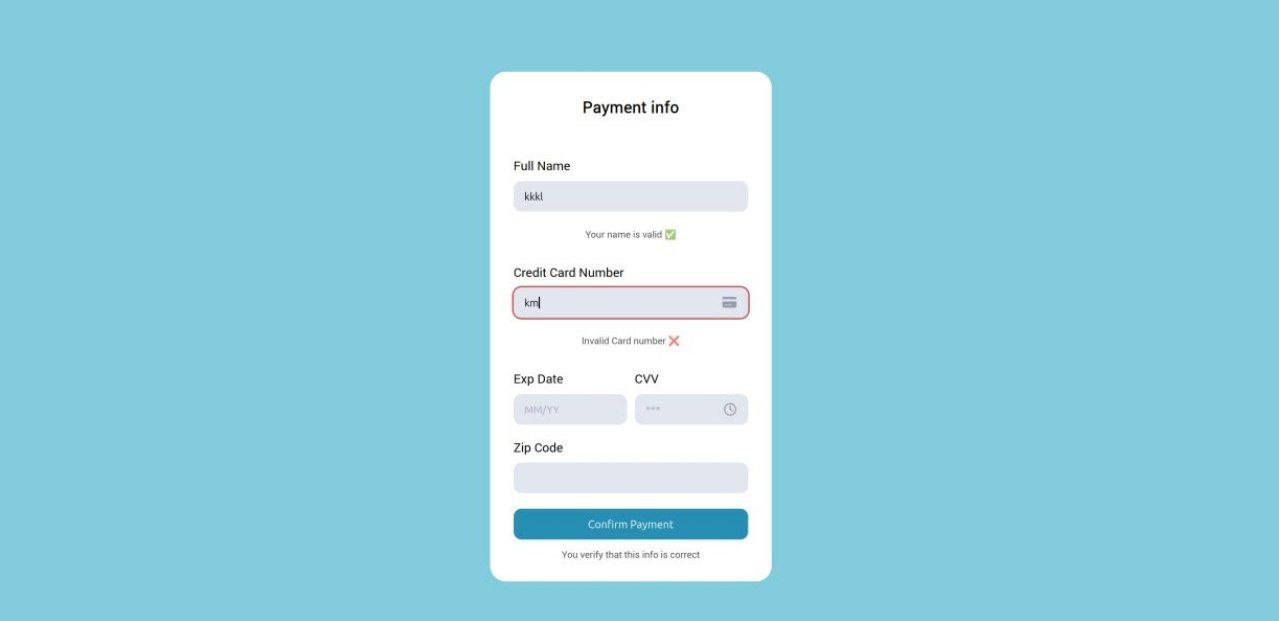 Payment info
Full Name
kkkl
Your name is valid ✅
Credit Card Number
km
Invalid Card number ❌
Exp Date CVV
MM/YY ***
Zip Code
Confirm Payment
You verify that this info is correct